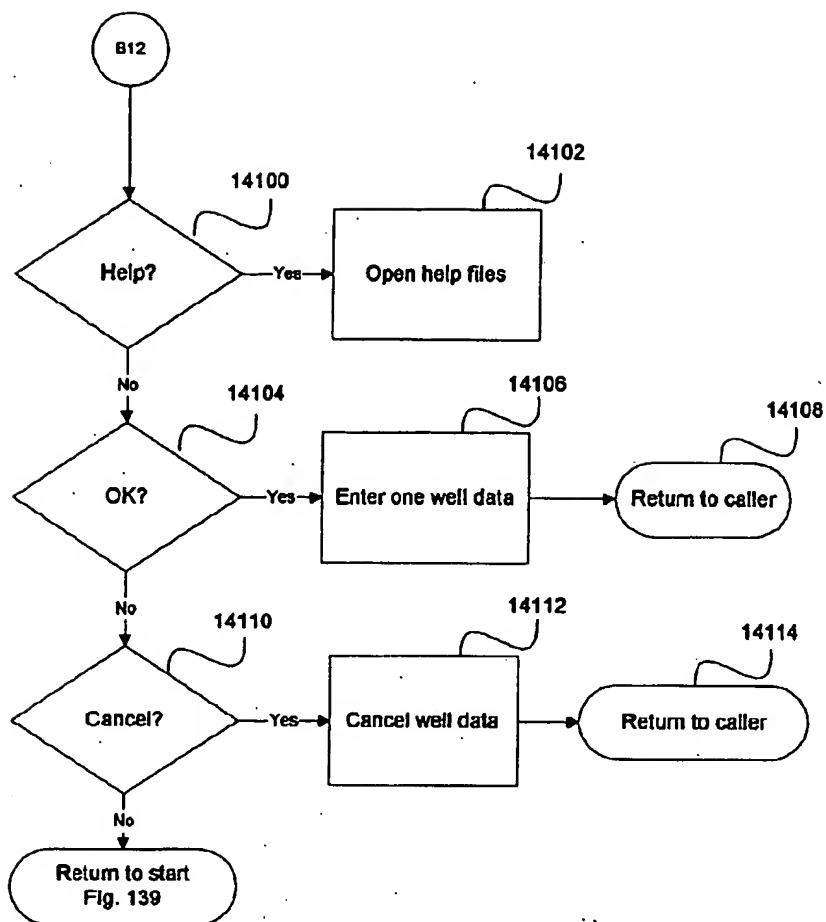 B12
14100
14102
Help?
Yes
Open help files
No
14104
14106
14108
OK?
Yes
Enter one well data
Return to caller
No
14110
14112
14114
Cancel?
Yes
Cancel well data
Return to caller
No
Return to start
Fig. 139